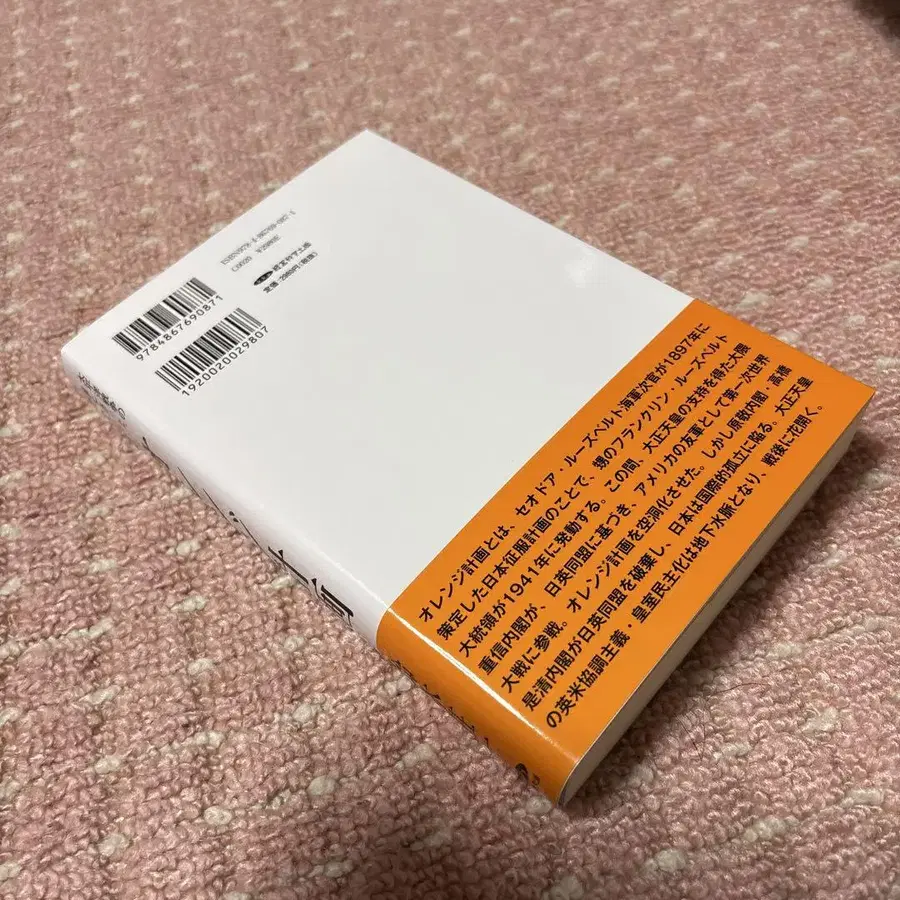 9784867690871
1920020029807
定価 2980円(税抜)
オレンジ計画とは、セオドア・ルーズベルト海軍次官が1897年に
策定した日本征服計画のことで、甥のフランクリン・ルーズベルト
大統領が1941年に発動する。この間、大正天皇の支持を得た大隈
重信内閣が、日英同盟に基づき、アメリカの友軍として第一次世界
大戦に参戦。オレンジ計画を空洞化させた。しかし原敬内閣・高橋
是清内閣が日英同盟を破棄し、日本は国際的孤立に陥る。大正天皇
の英米協調主義・皇室民主化は地下水脈となり、戦後に花開く。